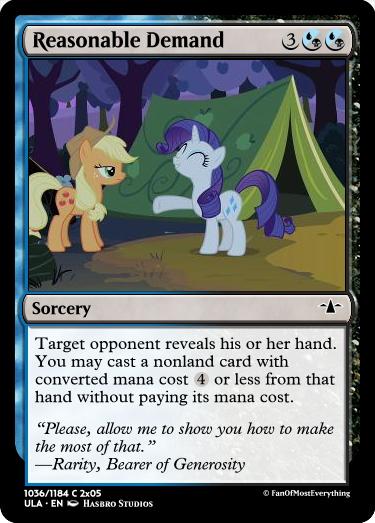 Reasonable Demand 3
Sorcery
Target opponent reveals his or her hand.
You may cast a nonland card with
converted mana cost 4 or less from that
hand without paying its mana cost.
“Please, allow me to show you how to make
the most of that.”
—Rarity, Bearer of Generosity
1036/1184 C 2x05
ULA • EN Hasbro Studios © FanOfMostEverything